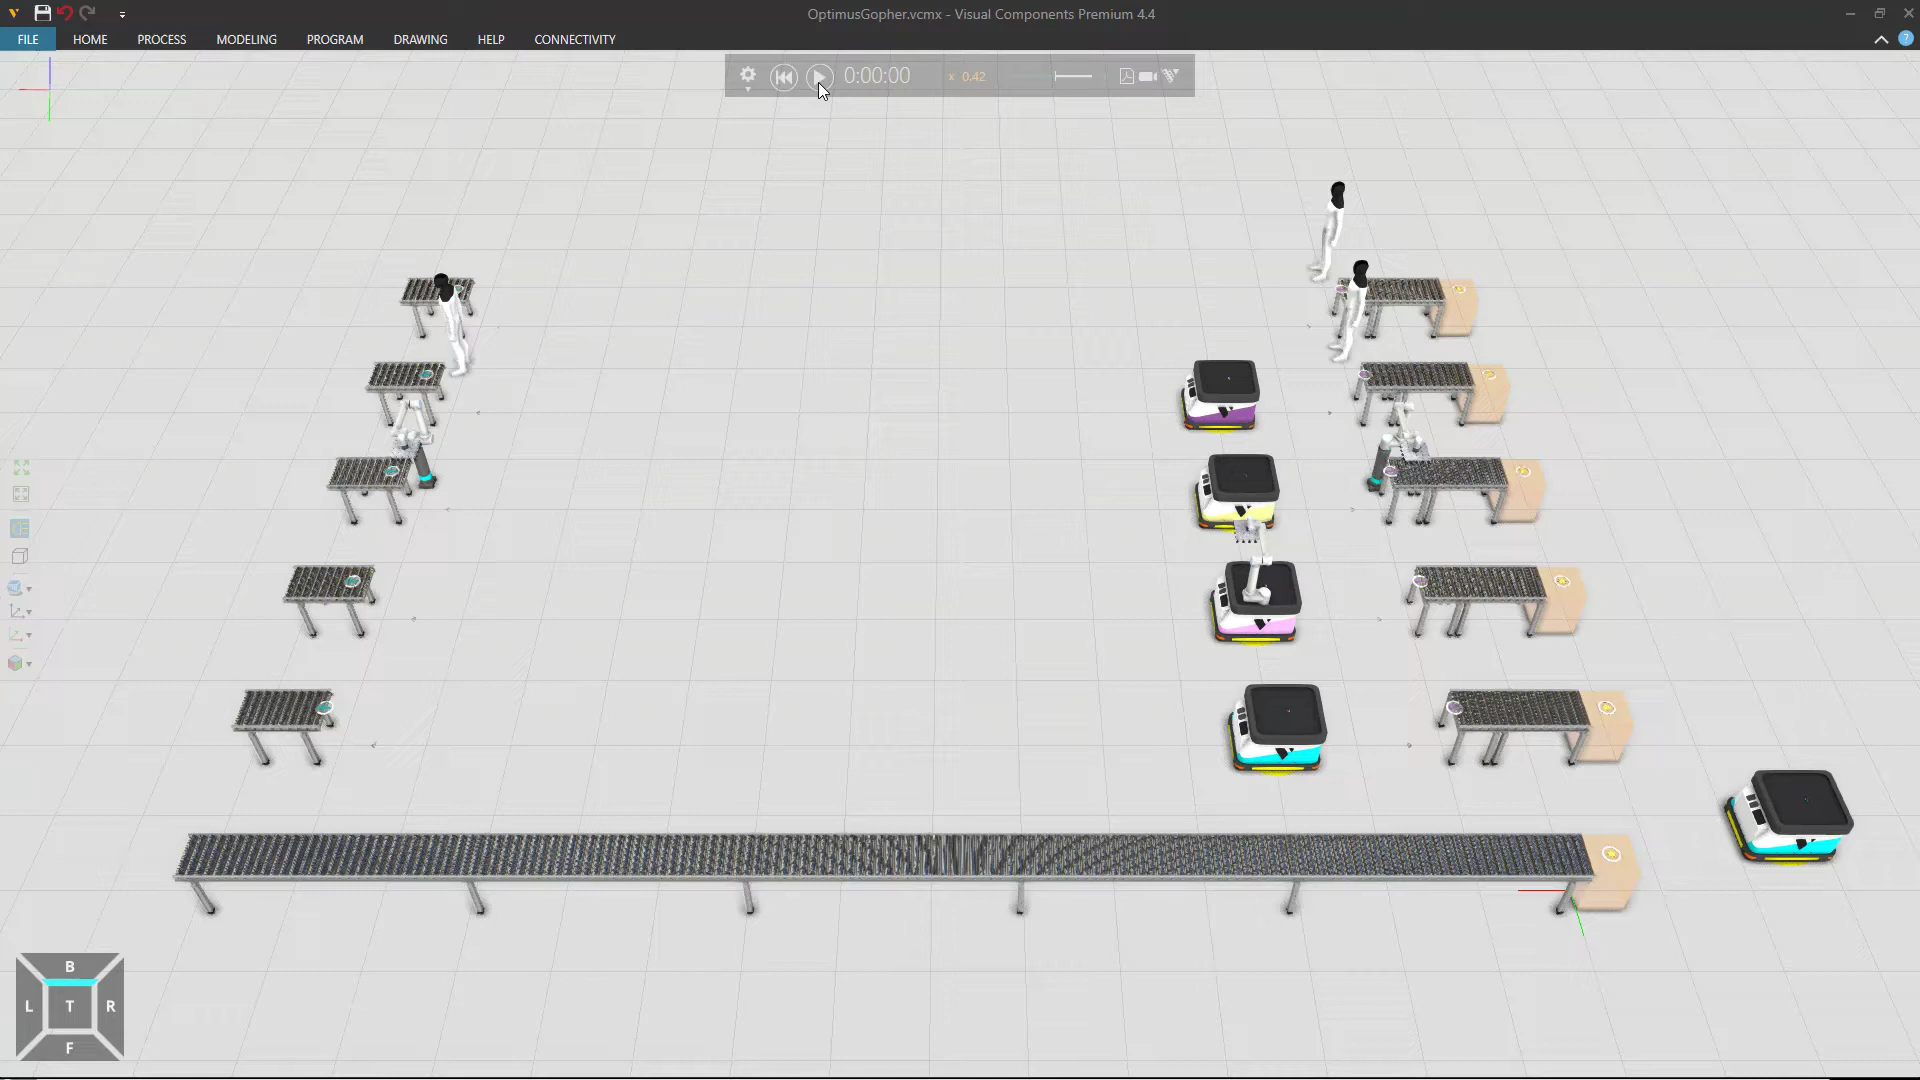 OptimusGopher.vcmx - Visual Components Premium 4.4
FILE HOME PROCESS MODELING PROGRAM DRAWING HELP CONNECTIVITY
0:00:00 x 0.42
B
L T R
F